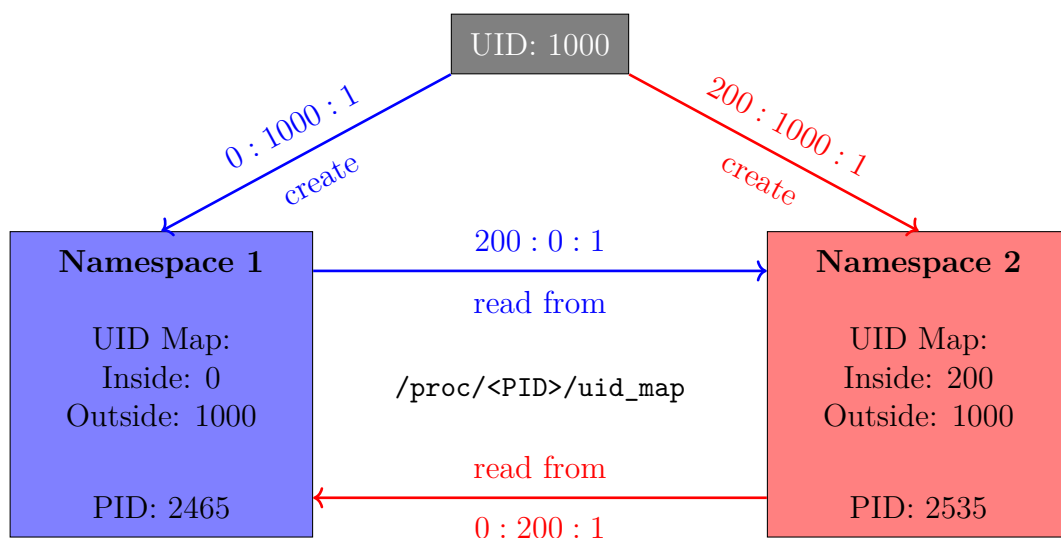 UID: 1000
0 : 1000 : 1
create
200 : 1000 : 1
create
Namespace 1
UID Map:
Inside: 0
Outside: 1000
PID: 2465
200 : 0 : 1
read from
/proc/<PID>/uid_map
read from
0 : 200 : 1
Namespace 2
UID Map:
Inside: 200
Outside: 1000
PID: 2535